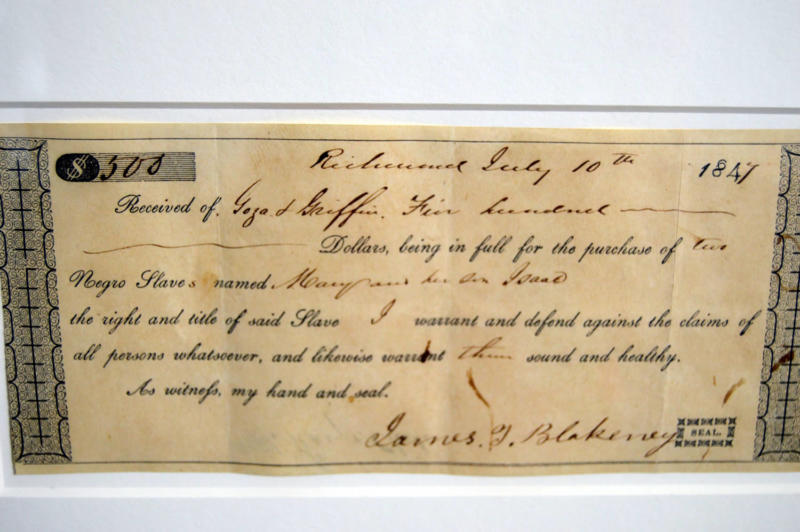 $500 Richmond July 10th 1847
Received of Goza & Griffin Five hundred
Dollars, being in full for the purchase of two
Negro Slaves named Mary and her son Isaac
the right and title of said Slave I warrant and defend against the claims of
all persons whatsoever, and likewise warrant them sound and healthy.
As witness, my hand and seal.
James T. Blakeney SEAL.